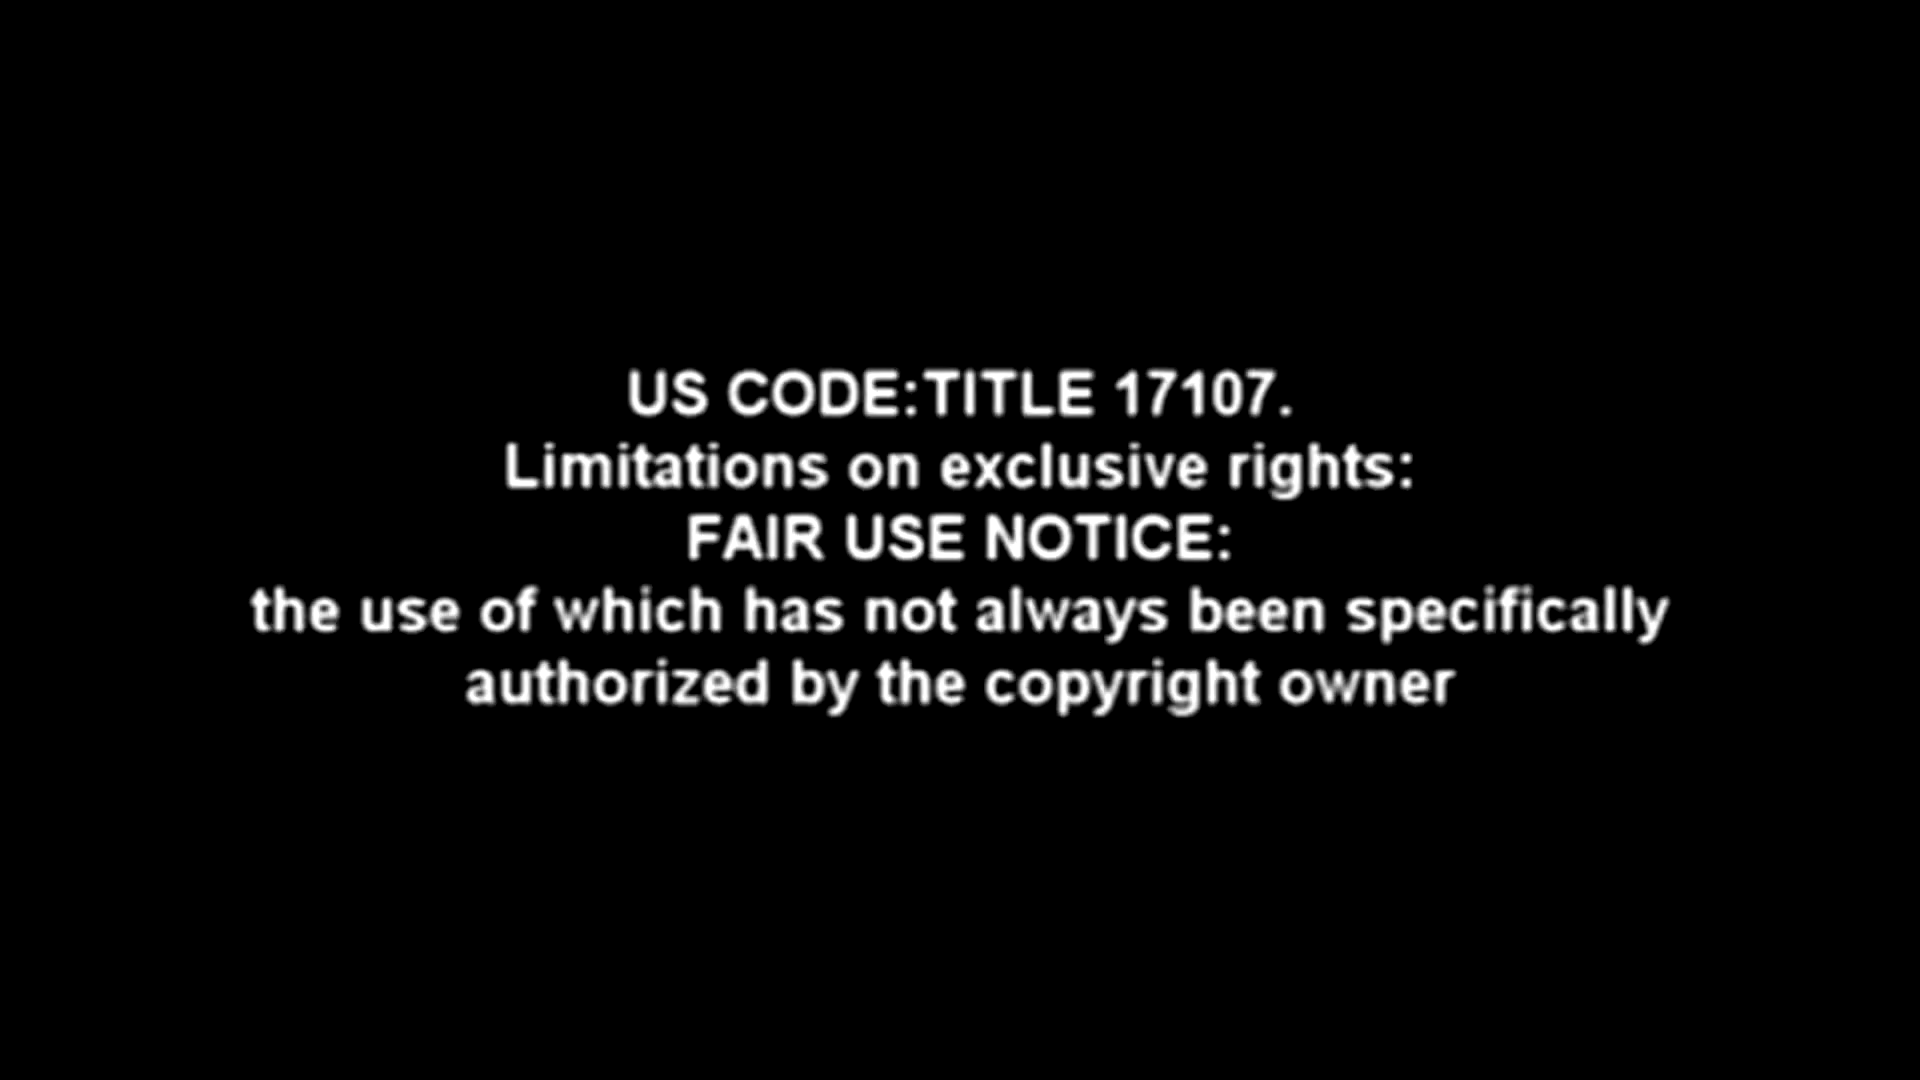 US CODE:TITLE 17107.
Limitations on exclusive rights:
FAIR USE NOTICE:
the use of which has not always been specifically
authorized by the copyright owner